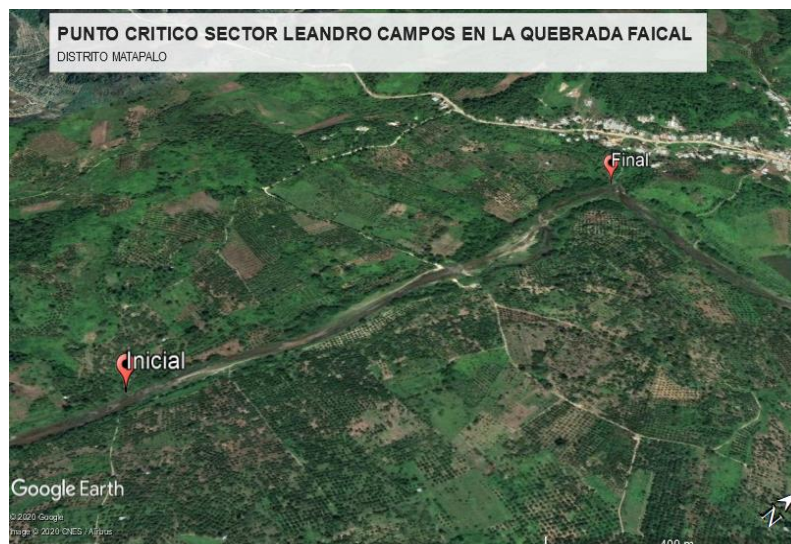 PUNTO CRITICO SECTOR LEANDRO CAMPOS EN LA QUEBRADA FAICAL
DISTRITO MATAPALO
Final
Inicial
Google Earth
© 2020 Google
Image © 2020 CNES / Airbus
N
400 m